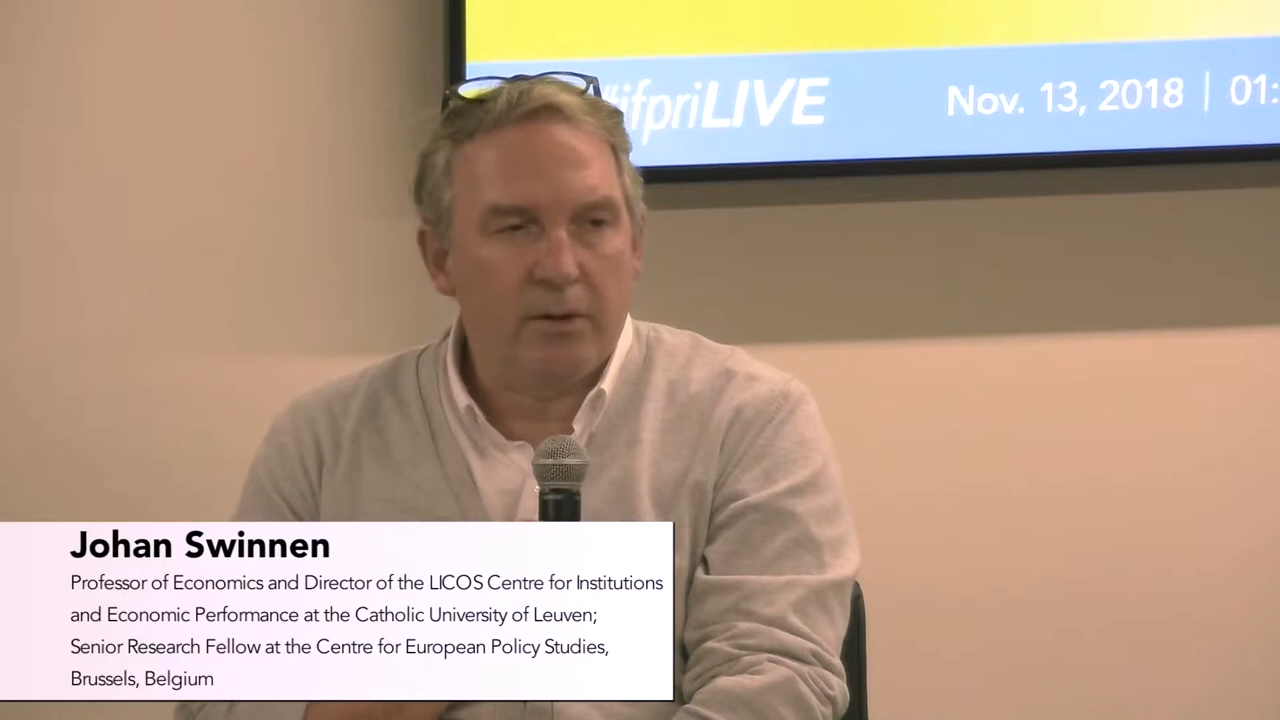 #ifpriLIVE
Nov. 13, 2018 | 01:
Johan Swinnen
Professor of Economics and Director of the LICOS Centre for Institutions
and Economic Performance at the Catholic University of Leuven;
Senior Research Fellow at the Centre for European Policy Studies,
Brussels, Belgium